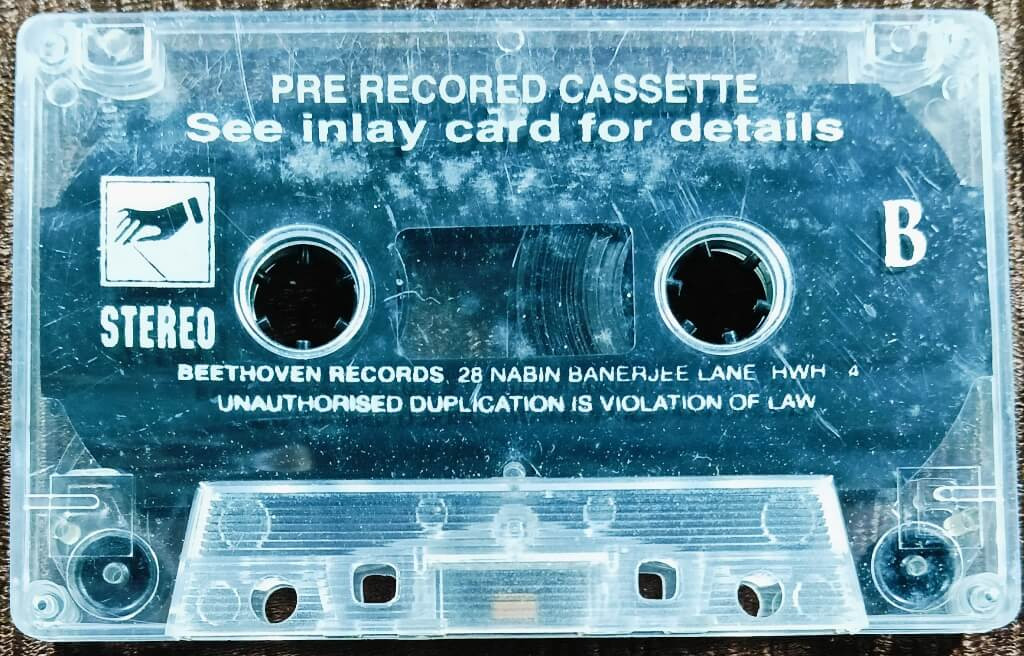 PRE RECORED CASSETTE
See inlay card for details
B
STEREO
BEETHOVEN RECORDS, 28 NABIN BANERJEE LANE HWH 4
UNAUTHORISED DUPLICATION IS VIOLATION OF LAW